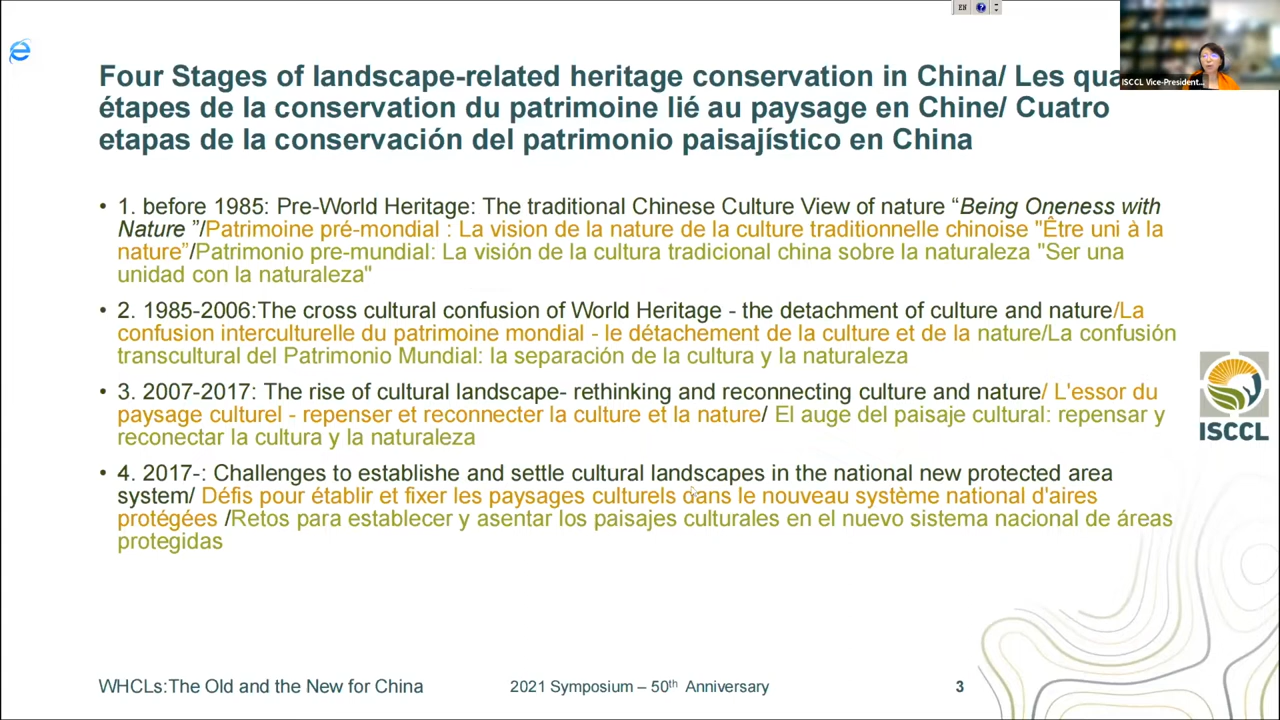 EN
ISCCL Vice-President...
Four Stages of landscape-related heritage conservation in China/ Les qua
étapes de la conservation du patrimoine lié au paysage en Chine/ Cuatro
etapas de la conservación del patrimonio paisajístico en China
• 1. before 1985: Pre-World Heritage: The traditional Chinese Culture View of nature “Being Oneness with
Nature ”/Patrimoine pré-mondial : La vision de la nature de la culture traditionnelle chinoise "Être uni à la
nature”/Patrimonio pre-mundial: La visión de la cultura tradicional china sobre la naturaleza "Ser una
unidad con la naturaleza"
• 2. 1985-2006:The cross cultural confusion of World Heritage - the detachment of culture and nature/La
confusion interculturelle du patrimoine mondial - le détachement de la culture et de la nature/La confusión
transcultural del Patrimonio Mundial: la separación de la cultura y la naturaleza
• 3. 2007-2017: The rise of cultural landscape- rethinking and reconnecting culture and nature/ L'essor du
paysage culturel - repenser et reconnecter la culture et la nature/ El auge del paisaje cultural: repensar y
reconectar la cultura y la naturaleza
• 4. 2017-: Challenges to establishe and settle cultural landscapes in the national new protected area
system/ Défis pour établir et fixer les paysages culturels dans le nouveau système national d'aires
protégées /Retos para establecer y asentar los paisajes culturales en el nuevo sistema nacional de áreas
protegidas
ISCCL
WHCLs:The Old and the New for China
2021 Symposium – 50th Anniversary
3